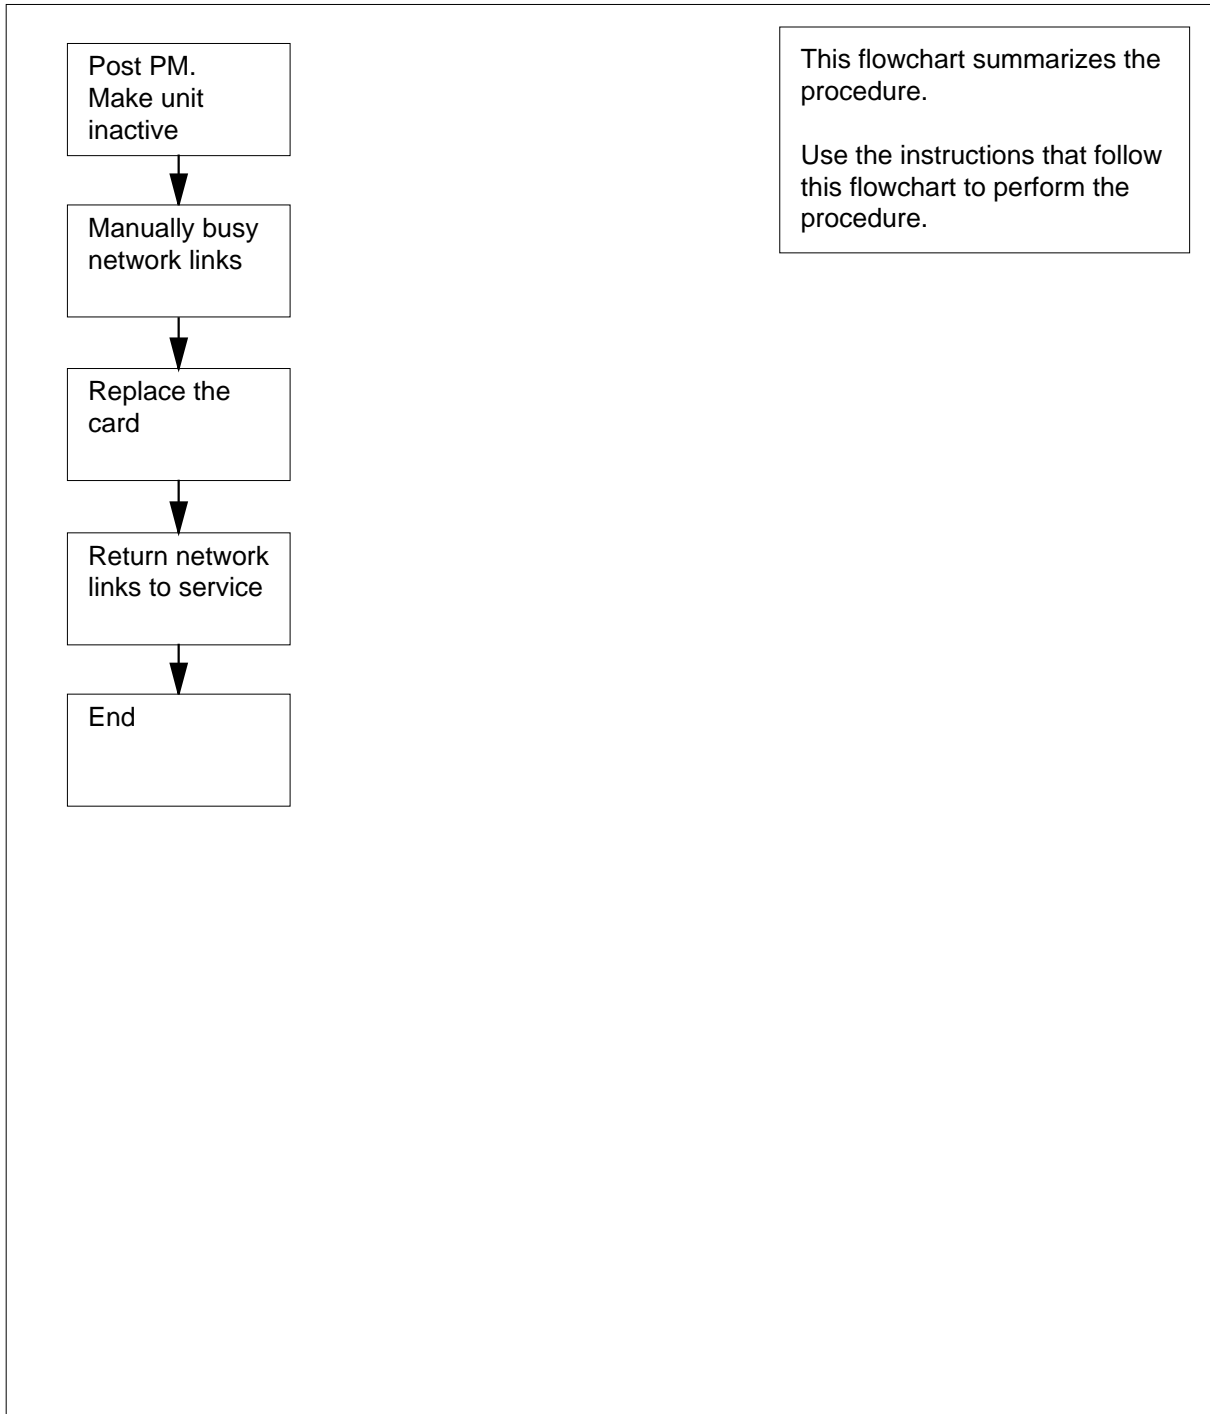 Post PM.
Make unit
inactive
Manually busy
network links
Replace the
card
Return network
links to service
End
This flowchart summarizes the
procedure.
Use the instructions that follow
this flowchart to perform the
procedure.